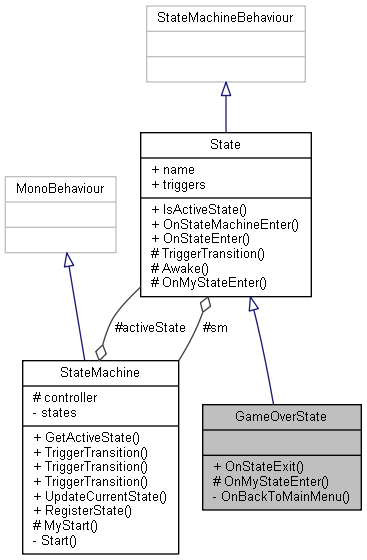 StateMachineBehaviour
State
+ name
+ triggers
+ IsActiveState()
+ OnStateMachineEnter()
+ OnStateEnter()
# TriggerTransition()
# Awake()
# OnMyStateEnter()
MonoBehaviour
#activeState
#sm
StateMachine
# controller
- states
+ GetActiveState()
+ TriggerTransition()
+ TriggerTransition()
+ TriggerTransition()
+ UpdateCurrentState()
+ RegisterState()
# MyStart()
- Start()
GameOverState
+ OnStateExit()
# OnMyStateEnter()
- OnBackToMainMenu()